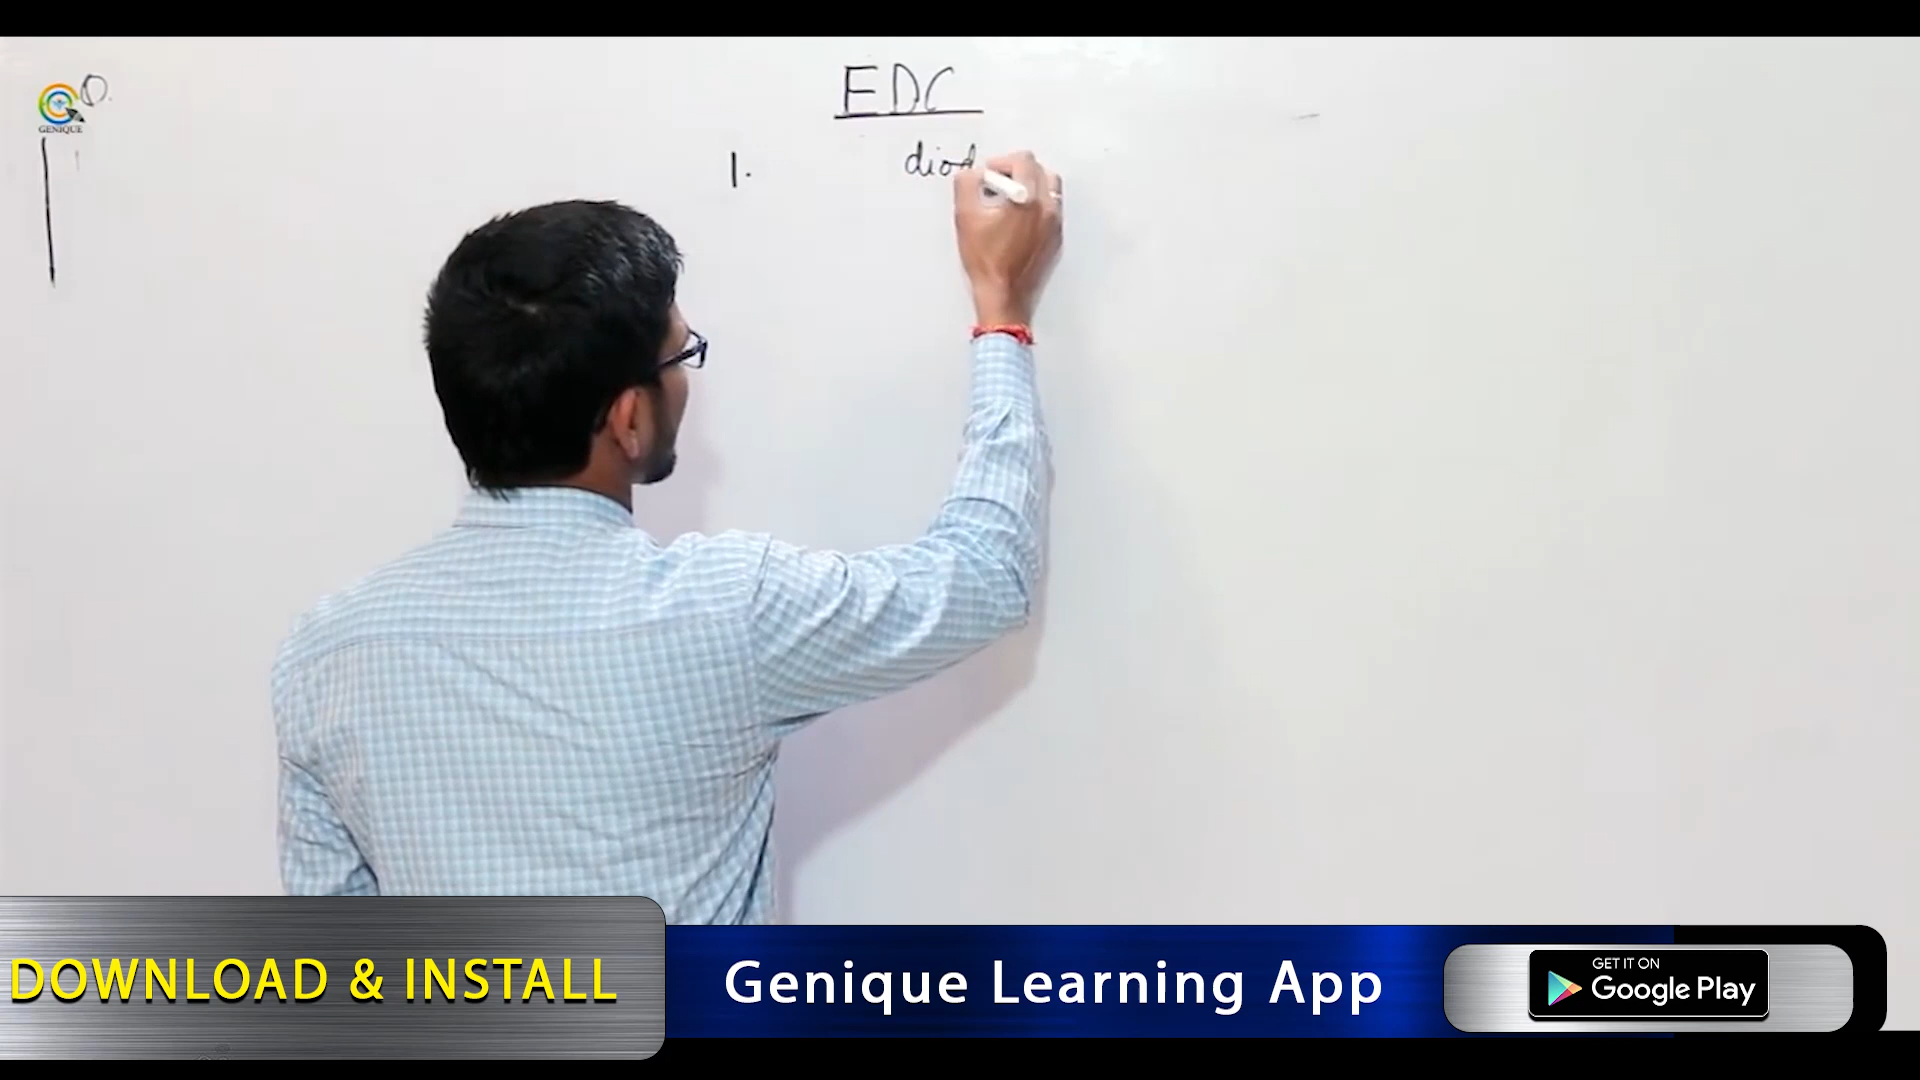 GENIQUE
EDC
1. diod
DOWNLOAD & INSTALL
Genique Learning App
GET IT ON
Google Play